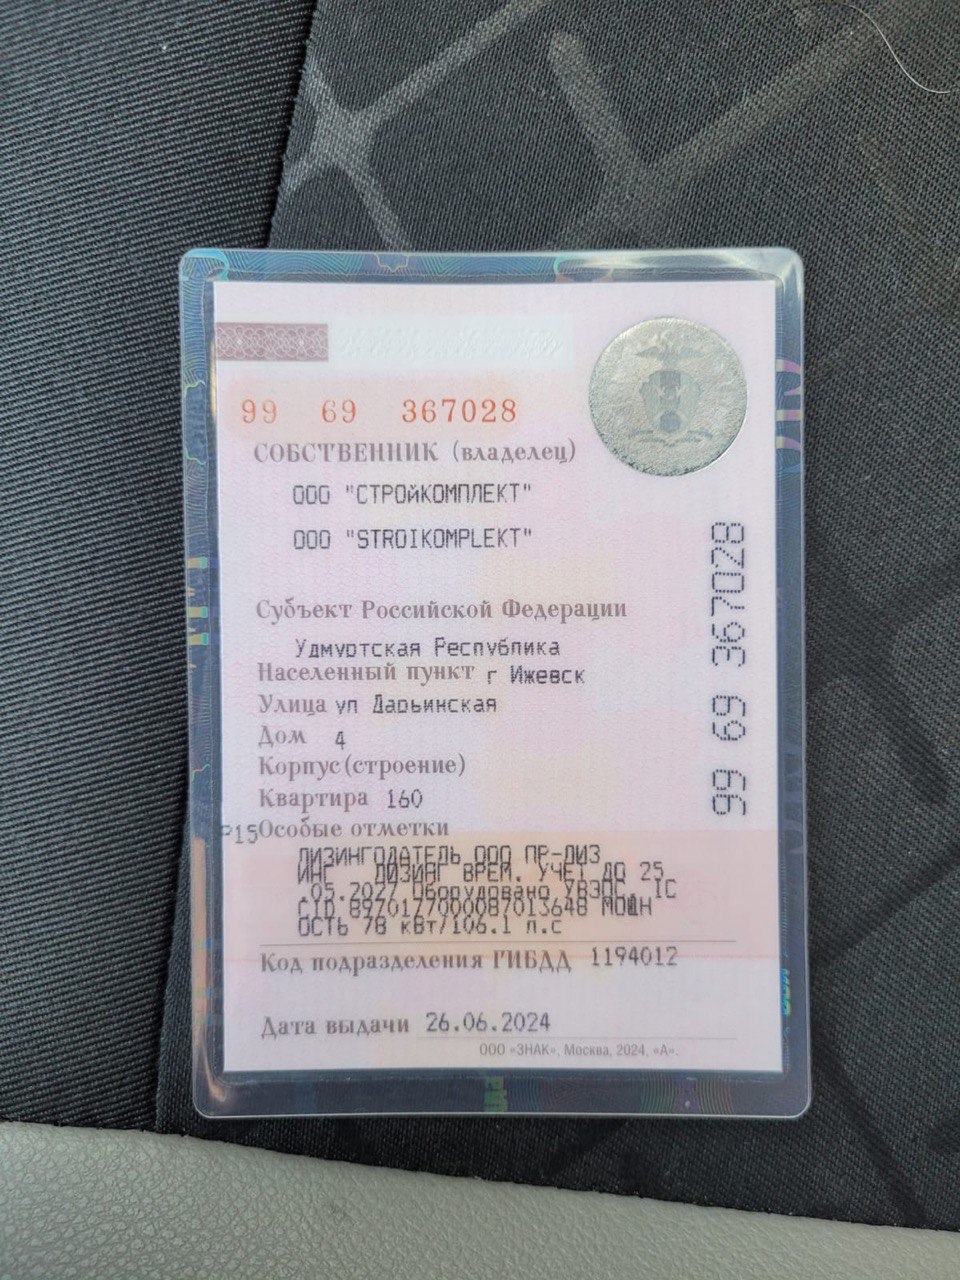 99 69 367028
СОБСТВЕННИК (владелец)
ООО "СТРОйКОМПЛЕКТ"
ООО "STROIKOMPLEKT"
Субъект Российской Федерации
Удмуртская Республика
Населенный пункт г Ижевск
Улица ул Дарьинская
Дом 4
Корпус(строение)
Квартира 160
Р15Особые отметки
ЛИЗИНГОДАТЕЛЬ ООО ПР-ЛИЗ
ИНГ ЛИЗИНГ ВРЕМ. УЧЕТ ДО 25
.05.2027 Оборудовано УВЭОС. IC
CID 897017700087013648 МОЩН
ОСТЬ 78 кВт/106.1 л.с
Код подразделения ГИБДД 1194012
Дата выдачи 26.06.2024
ООО «ЗНАК», Москва, 2024, «А».
99 69 367028